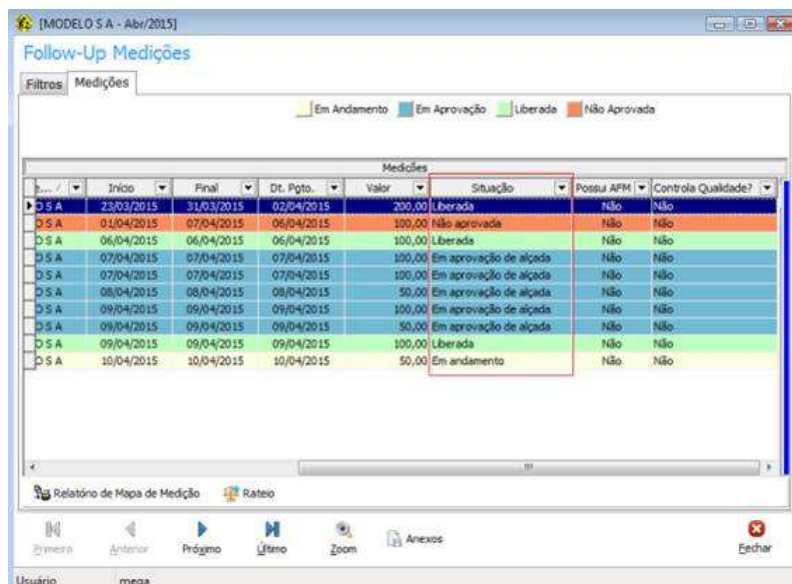 [MODELO S A - Abr/2015]
Follow-Up Medições
Filtros Medições
Em Andamento Em Aprovação Liberada Não Aprovada
Medições
Início Final Dt. Pgto. Valor Situação Possui AFM Controla Qualidade?
O S A 23/03/2015 31/03/2015 02/04/2015 200,00 Liberada Não Não
O S A 01/04/2015 07/04/2015 06/04/2015 100,00 Não aprovada Não Não
O S A 06/04/2015 06/04/2015 06/04/2015 100,00 Liberada Não Não
O S A 07/04/2015 07/04/2015 07/04/2015 100,00 Em aprovação de alçada Não Não
O S A 07/04/2015 07/04/2015 07/04/2015 100,00 Em aprovação de alçada Não Não
O S A 08/04/2015 08/04/2015 08/04/2015 50,00 Em aprovação de alçada Não Não
O S A 09/04/2015 09/04/2015 09/04/2015 100,00 Em aprovação de alçada Não Não
O S A 09/04/2015 09/04/2015 09/04/2015 50,00 Em aprovação de alçada Não Não
O S A 09/04/2015 09/04/2015 09/04/2015 100,00 Liberada Não Não
O S A 10/04/2015 10/04/2015 10/04/2015 50,00 Em andamento Não Não
Relatório de Mapa de Medição Rateio
Primeiro Anterior Próximo Último Zoom Anexos Fechar
Usuário mega